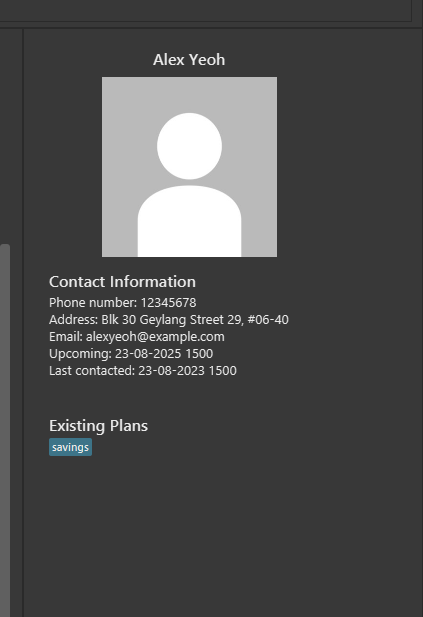 Alex Yeoh
Contact Information
Phone number: 12345678
Address: Blk 30 Geylang Street 29, #06-40
Email: alexyeoh@example.com
Upcoming: 23-08-2025 1500
Last contacted: 23-08-2023 1500
Existing Plans
savings